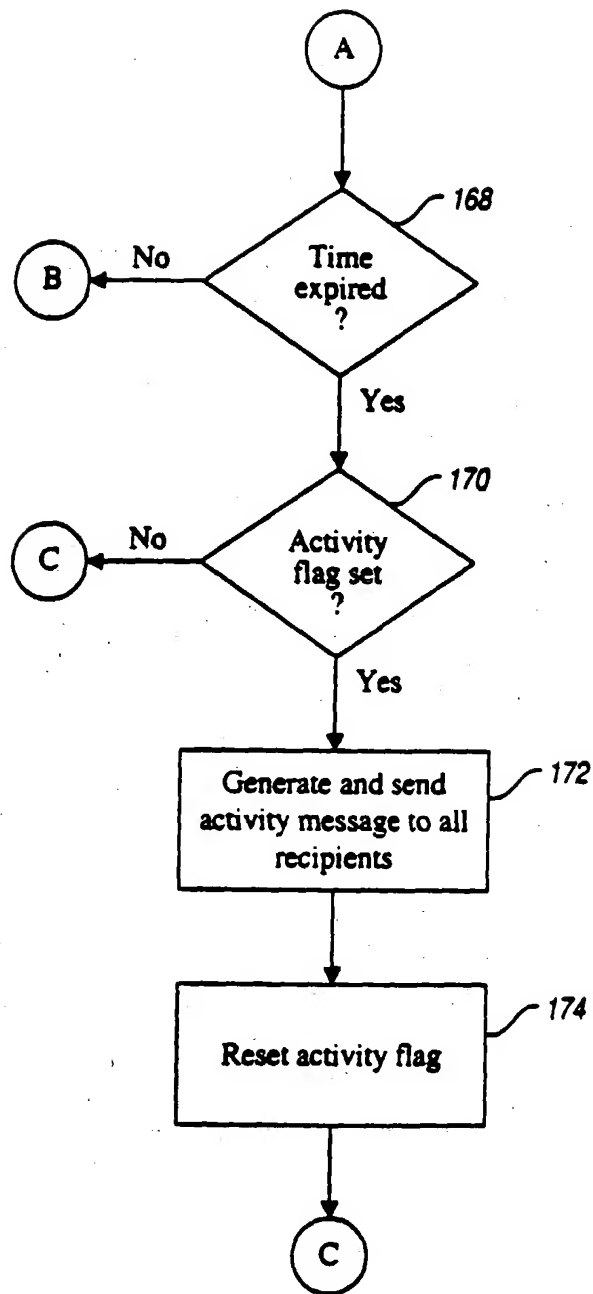 A
168
Time
expired
?
No
B
Yes
170
Activity
flag set
?
No
C
Yes
172
Generate and send
activity message to all
recipients
174
Reset activity flag
C